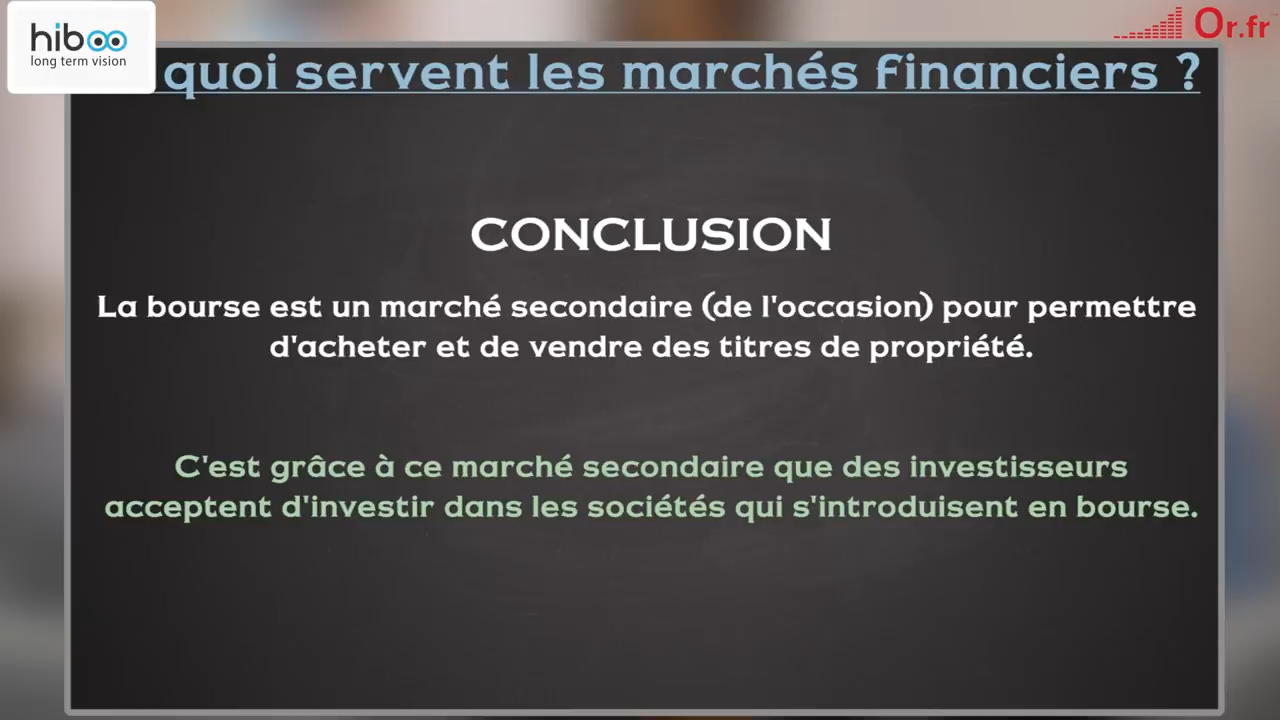 hiboo
long term vision
Or.fr
quoi servent les marchés financiers ?
CONCLUSION
La bourse est un marché secondaire (de l'occasion) pour permettre
d'acheter et de vendre des titres de propriété.
C'est grâce à ce marché secondaire que des investisseurs
acceptent d'investir dans les sociétés qui s'introduisent en bourse.